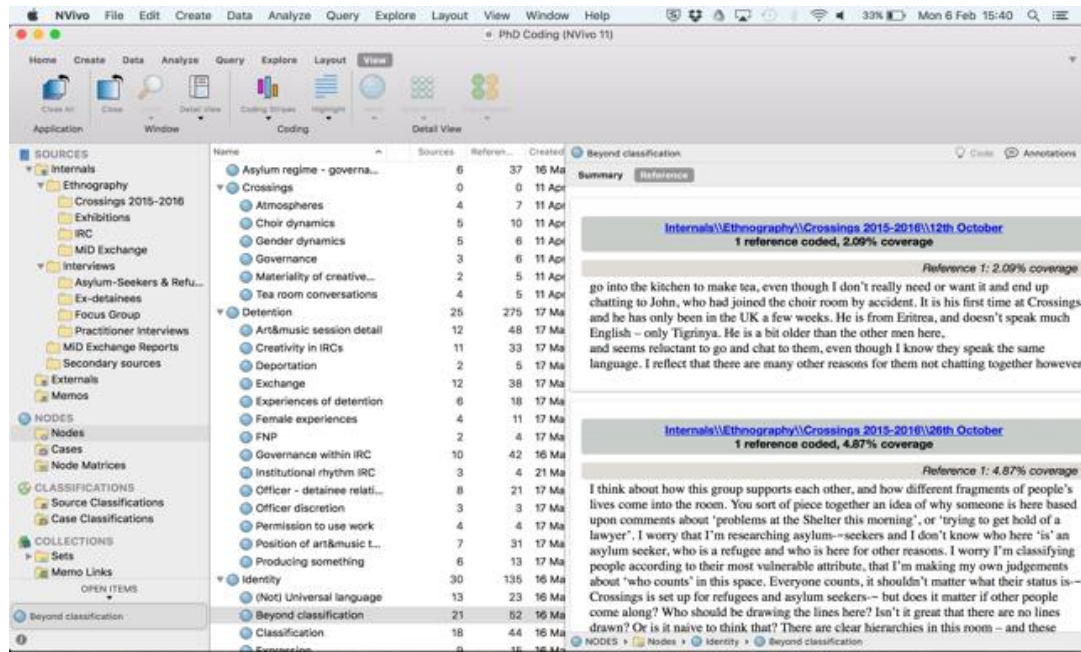 NVivo File Edit Create Data Analyze Query Explore Layout View Window Help 33% Mon 6 Feb 15:40
PhD Coding (NVivo 11)
Home Create Data Analyze Query Explore Layout View
Close All Close Detail View Coding Stripes Highlight
Application Window Coding Detail View
SOURCES
Internals
Ethnography
Crossings 2015-2016
Exhibitions
IRC
MiD Exchange
Interviews
Asylum-Seekers & Refu...
Ex-detainees
Focus Group
Practitioner Interviews
MiD Exchange Reports
Secondary sources
Externals
Memos
NODES
Nodes
Cases
Node Matrices
CLASSIFICATIONS
Source Classifications
Case Classifications
COLLECTIONS
Sets
Memo Links
OPEN ITEMS
Beyond classification
Name Sources Referen... Created
Asylum regime - governa... 6 37 16 Ma
Crossings 0 0 11 Apr
Atmospheres 4 7 11 Apr
Choir dynamics 5 10 11 Apr
Gender dynamics 5 6 11 Apr
Governance 3 6 11 Apr
Materiality of creative... 2 5 11 Apr
Tea room conversations 4 5 11 Apr
Detention 25 275 17 Ma
Art&music session detail 12 48 17 Ma
Creativity in IRCs 11 33 17 Ma
Deportation 2 5 17 Ma
Exchange 12 38 17 Ma
Experiences of detention 6 18 17 Ma
Female experiences 4 11 17 Ma
FNP 2 4 17 Ma
Governance within IRC 10 42 16 Ma
Institutional rhythm IRC 3 4 21 Ma
Officer - detainee relati... 8 21 17 Ma
Officer discretion 3 3 17 Ma
Permission to use work 4 4 17 Ma
Position of art&music t... 7 31 17 Ma
Producing something 6 13 17 Ma
Identity 30 135 16 Ma
(Not) Universal language 13 23 16 Ma
Beyond classification 21 52 16 Ma
Classification 18 44 16 Ma
Expression 9 15 16 Ma
Beyond classification Code Annotations
Summary Reference
Internals\\Ethnography\\Crossings 2015-2016\\12th October
1 reference coded, 2.09% coverage
Reference 1: 2.09% coverage
go into the kitchen to make tea, even though I don't really need or want it and end up
chatting to John, who had joined the choir room by accident. It is his first time at Crossings
and he has only been in the UK a few weeks. He is from Eritrea, and doesn't speak much
English – only Tigrinya. He is a bit older than the other men here,
and seems reluctant to go and chat to them, even though I know they speak the same
language. I reflect that there are many other reasons for them not chatting together however
Internals\\Ethnography\\Crossings 2015-2016\\26th October
1 reference coded, 4.87% coverage
Reference 1: 4.87% coverage
I think about how this group supports each other, and how different fragments of people's
lives come into the room. You sort of piece together an idea of why someone is here based
upon comments about 'problems at the Shelter this morning', or 'trying to get hold of a
lawyer'. I worry that I'm researching asylum-=seekers and I don't know who here 'is' an
asylum seeker, who is a refugee and who is here for other reasons. I worry I'm classifying
people according to their most vulnerable attribute, that I'm making my own judgements
about 'who counts' in this space. Everyone counts, it shouldn't matter what their status is-–
Crossings is set up for refugees and asylum seekers-– but does it matter if other people
come along? Who should be drawing the lines here? Isn't it great that there are no lines
drawn? Or is it naive to think that? There are clear hierarchies in this room – and these
NODES Nodes Identity Beyond classification